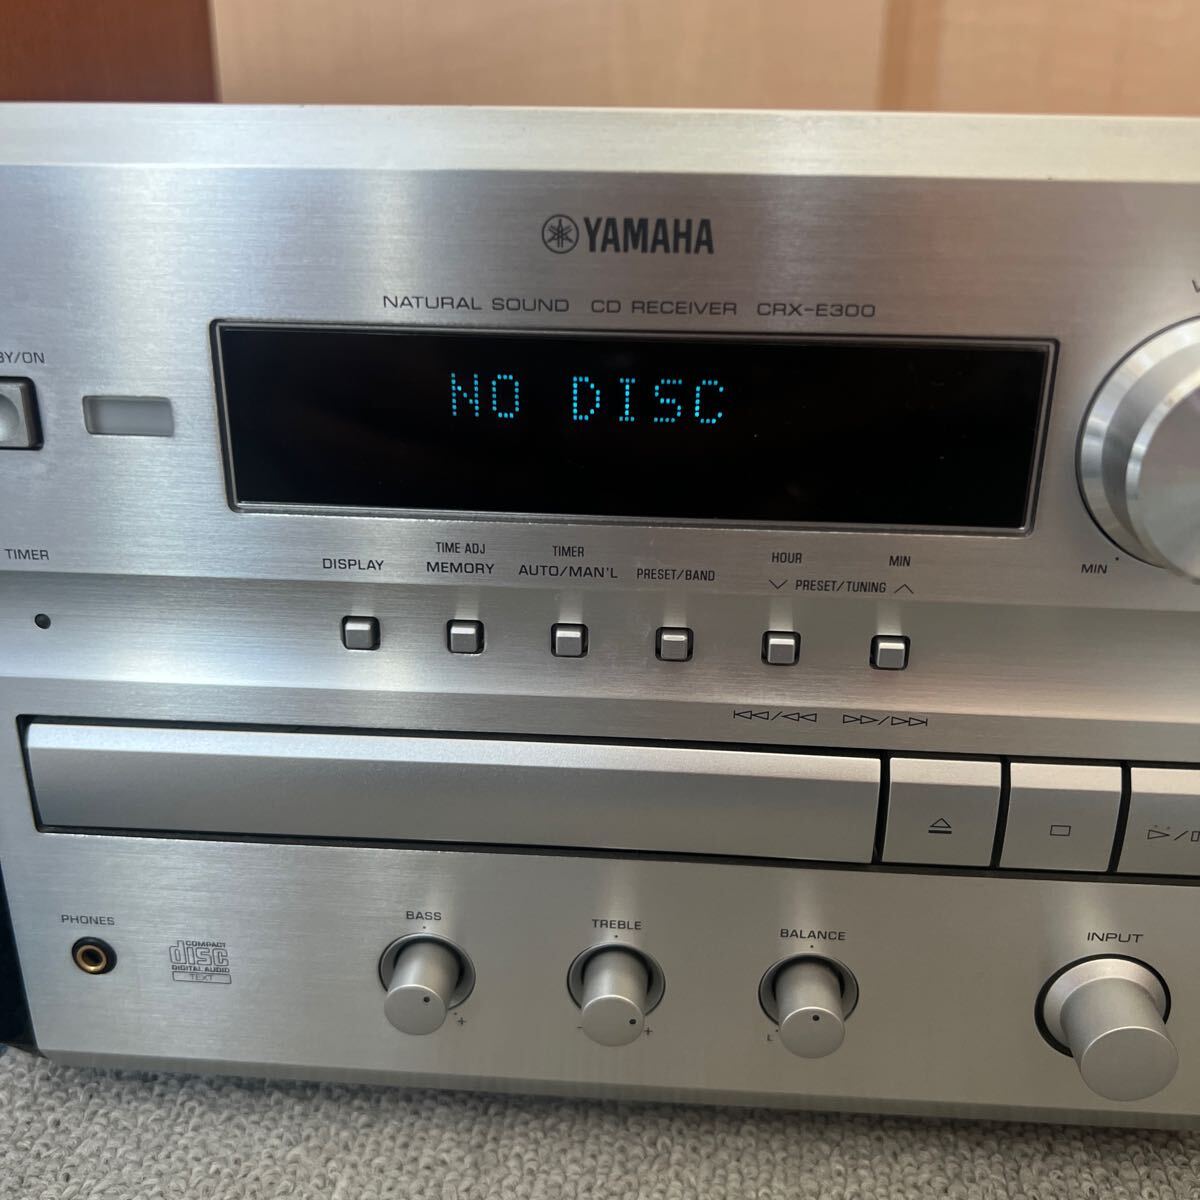 YAMAHA
NATURAL SOUND CD RECEIVER CRX-E300
BY/ON
NO DISC
TIMER
DISPLAY
TIME ADJ
MEMORY
TIMER
AUTO/MAN'L
PRESET/BAND
HOUR
MIN
PRESET/TUNING
MIN
PHONES
COMPACT
disc
DIGITAL AUDIO
TEXT
BASS
+
TREBLE
- +
BALANCE
L
INPUT